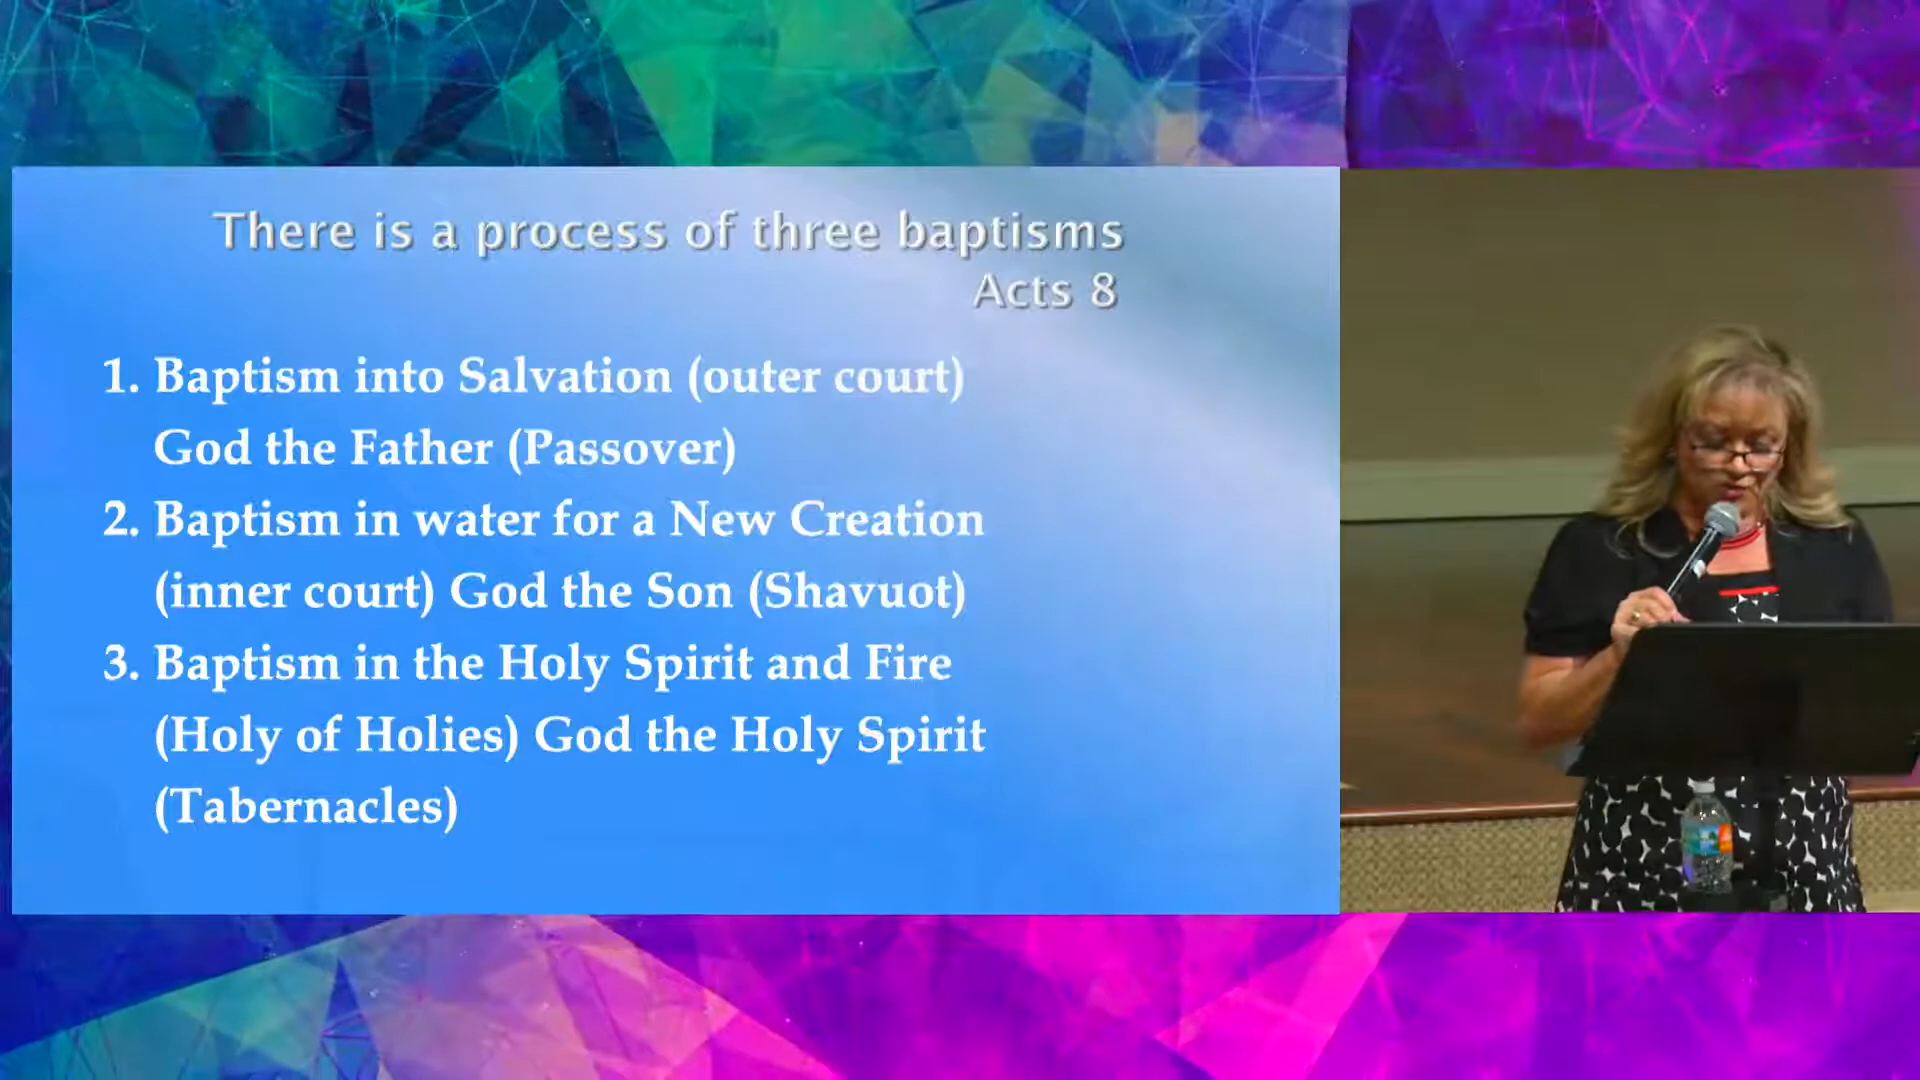 There is a process of three baptisms
Acts 8
1. Baptism into Salvation (outer court)
God the Father (Passover)
2. Baptism in water for a New Creation
(inner court) God the Son (Shavuot)
3. Baptism in the Holy Spirit and Fire
(Holy of Holies) God the Holy Spirit
(Tabernacles)